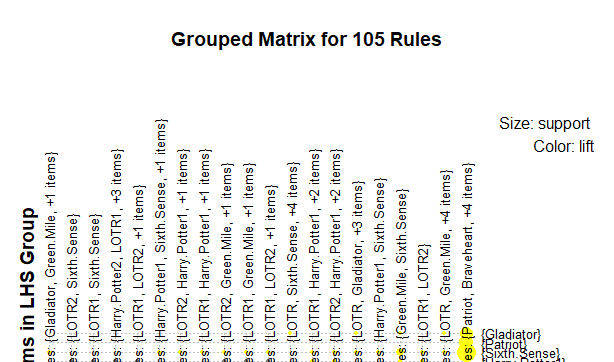 Grouped Matrix for 105 Rules
Size: support
Color: lift
ms in LHS Group
es: {Gladiator, Green.Mile, +1 items}
es: {LOTR2, Sixth.Sense}
es: {LOTR1, Sixth.Sense}
es: {Harry.Potter2, LOTR1, +3 items}
es: {LOTR1, LOTR2, +1 items}
es: {Harry.Potter1, Sixth.Sense, +1 items}
es: {LOTR2, Harry.Potter1, +1 items}
es: {LOTR1, Harry.Potter1, +1 items}
es: {LOTR2, Green.Mile, +1 items}
es: {LOTR1, Green.Mile, +1 items}
es: {LOTR1, LOTR2, +1 items}
es: {LOTR, Sixth.Sense, +4 items}
es: {LOTR1, Harry.Potter1, +2 items}
es: {LOTR2, Harry.Potter1, +2 items}
es: {LOTR, Gladiator, +3 items}
es: {Harry.Potter1, Sixth.Sense}
es: {Green.Mile, Sixth.Sense}
es: {LOTR1, LOTR2}
es: {LOTR, Green.Mile, +4 items}
es: {Patriot, Braveheart, +4 items}
{Gladiator}
{Patriot}
{Sixth.Sense}